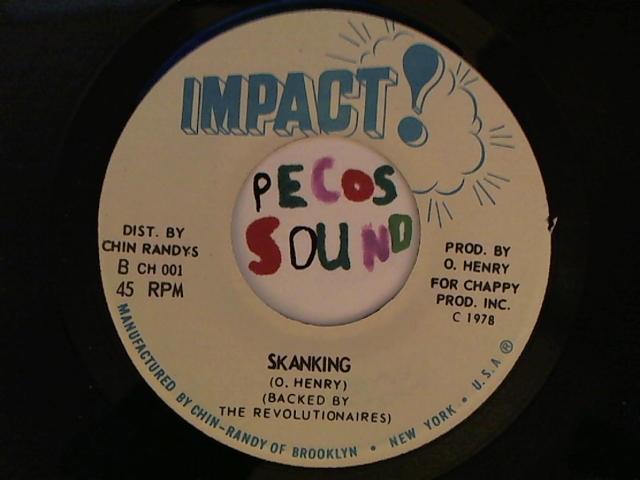 IMPACT!
PECOS
SOUND
DIST. BY
CHIN RANDY·S
B CH 001
45 RPM
PROD. BY
O. HENRY
FOR CHAPPY
PROD. INC.
C 1978
SKANKING
(O. HENRY)
(BACKED BY
THE REVOLUTIONAIRES)
MANUFACTURED BY CHIN-RANDY OF BROOKLYN • NEW YORK • U.S.A ®